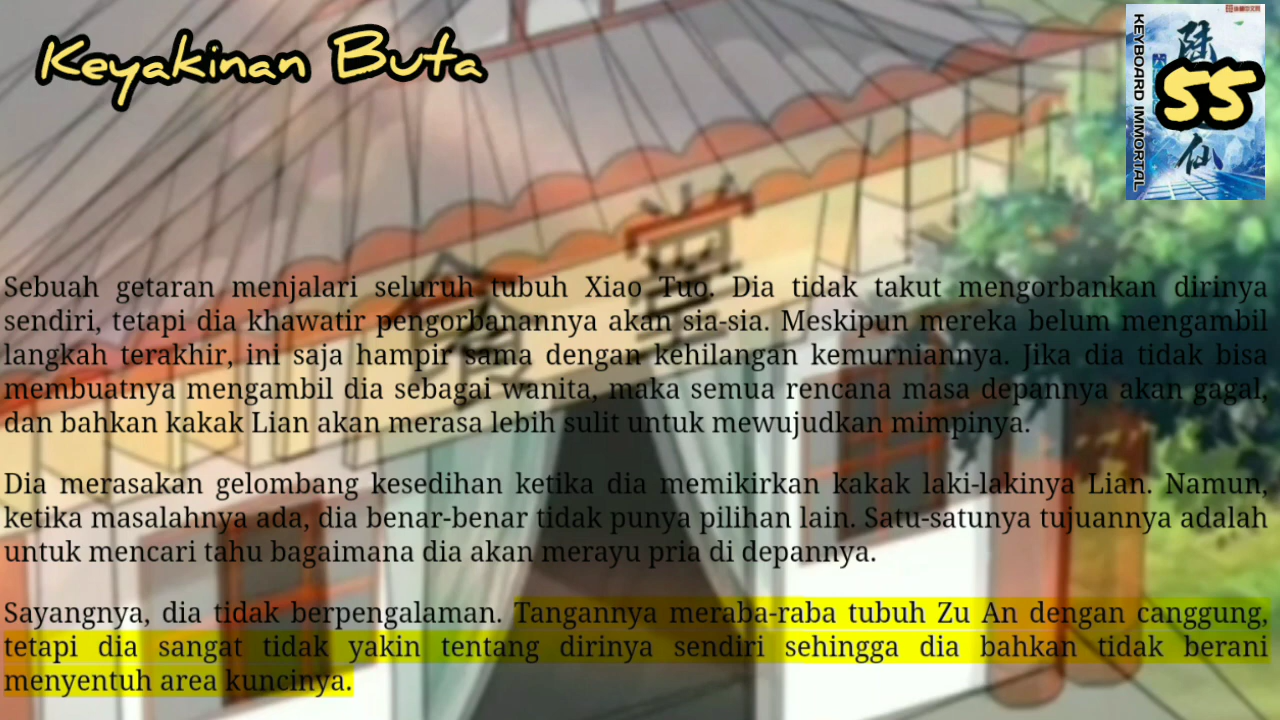 Keyakinan Buta
55
KEYBOARD IMMORTAL
陆
仙
Sebuah getaran menjalari seluruh tubuh Xiao Tuo. Dia tidak takut mengorbankan dirinya
sendiri, tetapi dia khawatir pengorbanannya akan sia-sia. Meskipun mereka belum mengambil
langkah terakhir, ini saja hampir sama dengan kehilangan kemurniannya. Jika dia tidak bisa
membuatnya mengambil dia sebagai wanita, maka semua rencana masa depannya akan gagal,
dan bahkan kakak Lian akan merasa lebih sulit untuk mewujudkan mimpinya.
Dia merasakan gelombang kesedihan ketika dia memikirkan kakak laki-lakinya Lian. Namun,
ketika masalahnya ada, dia benar-benar tidak punya pilihan lain. Satu-satunya tujuannya adalah
untuk mencari tahu bagaimana dia akan merayu pria di depannya.
Sayangnya, dia tidak berpengalaman. Tangannya meraba-raba tubuh Zu An dengan canggung,
tetapi dia sangat tidak yakin tentang dirinya sendiri sehingga dia bahkan tidak berani
menyentuh area kuncinya.